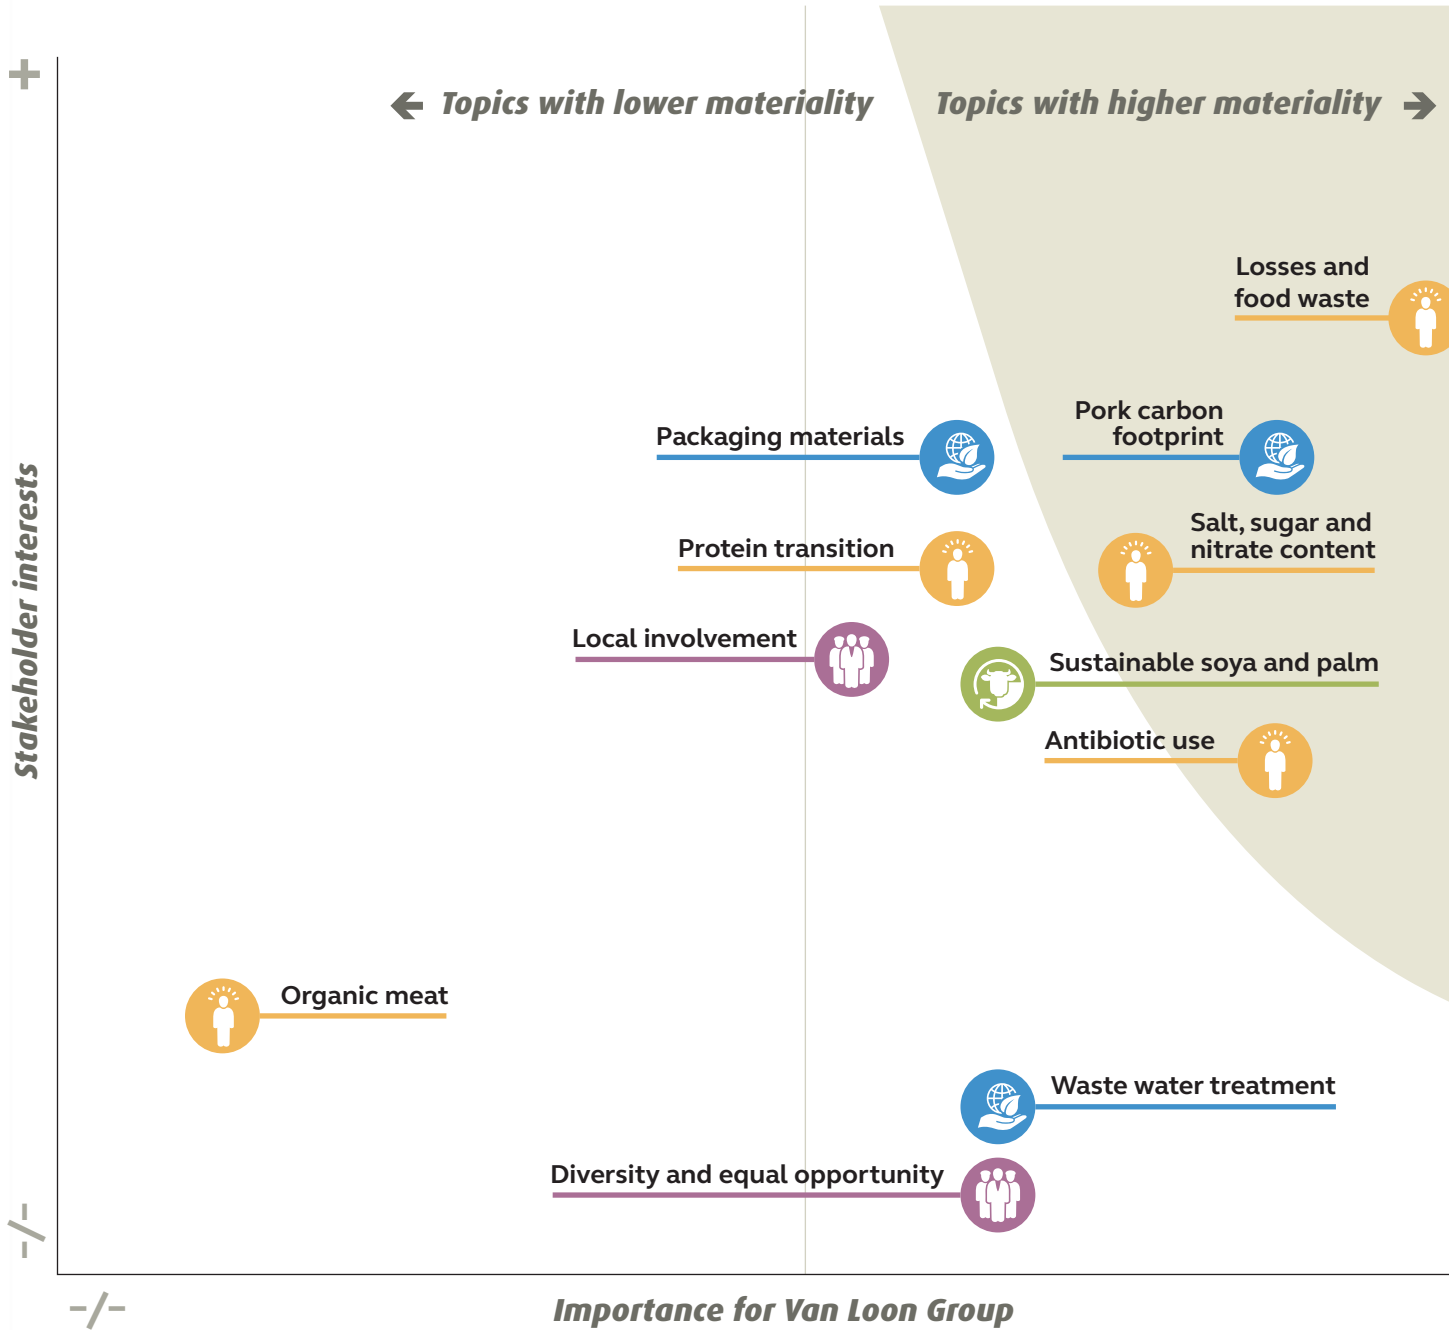 +
Topics with lower materiality
Topics with higher materiality
Losses and
food waste
Pork carbon
footprint
Packaging materials
Salt, sugar and
nitrate content
Protein transition
Local involvement
Sustainable soya and palm
Antibiotic use
Stakeholder interests
Organic meat
Waste water treatment
Diversity and equal opportunity
-/-
-/-
Importance for Van Loon Group